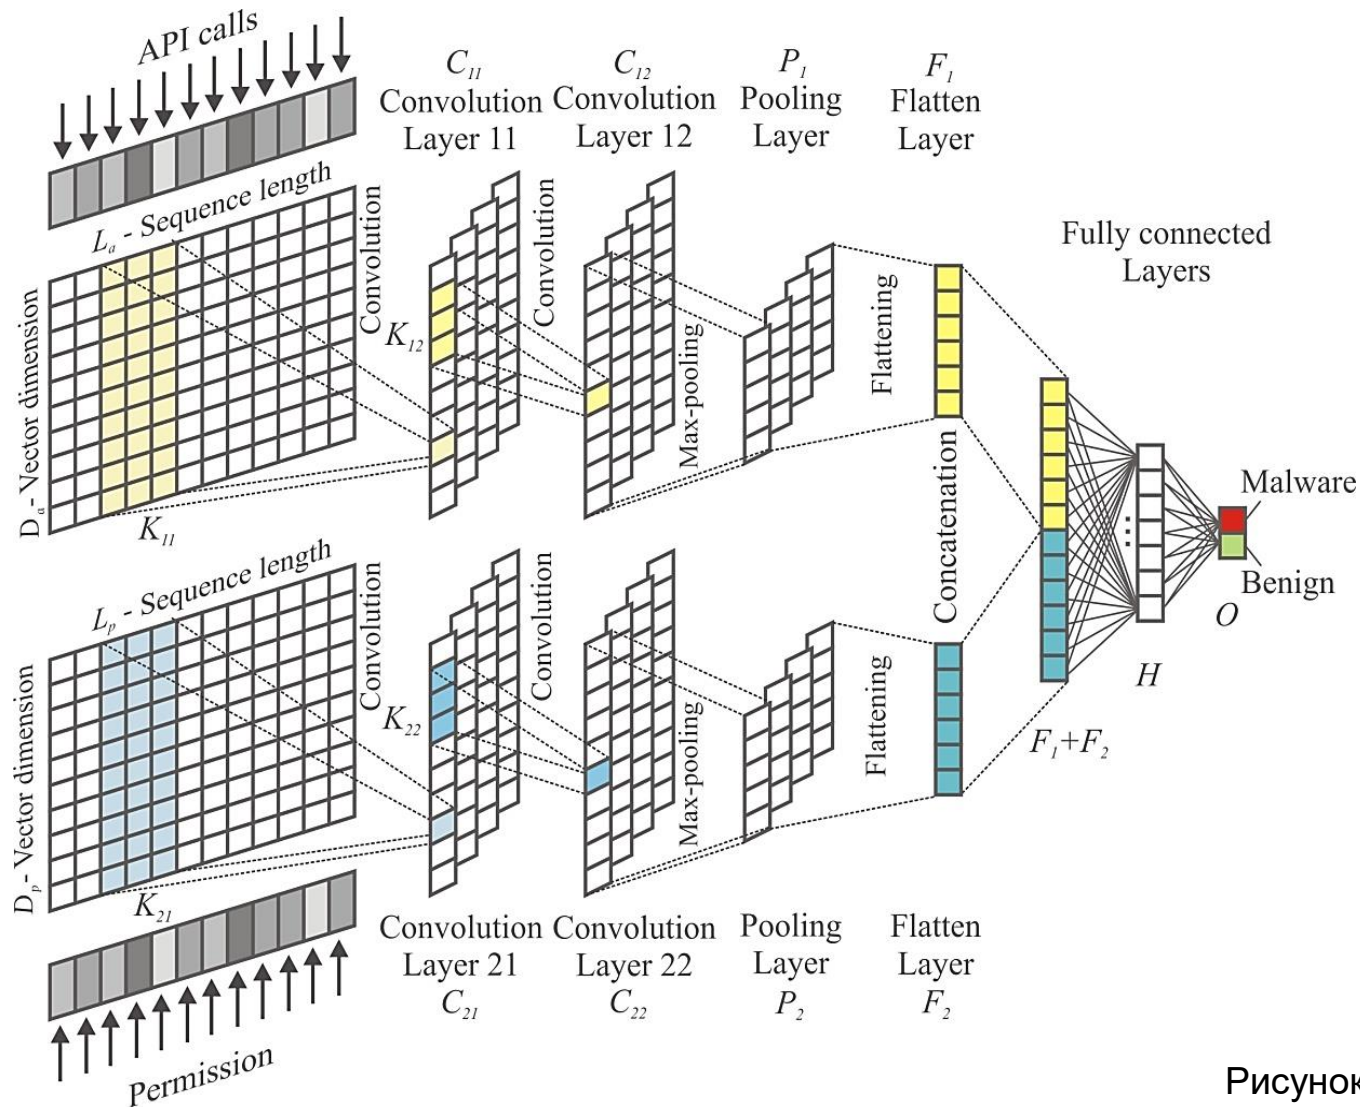 API calls
C11
Convolution
Layer 11
C12
Convolution
Layer 12
P1
Pooling
Layer
F1
Flatten
Layer
La - Sequence length
Da - Vector dimension
K11
Convolution
K12
Convolution
Max-pooling
Flattening
Fully connected
Layers
Concatenation
Malware
Benign
O
H
F1+F2
Lp - Sequence length
Dp - Vector dimension
K21
Convolution
K22
Convolution
Max-pooling
Flattening
Convolution
Layer 21
C21
Convolution
Layer 22
C22
Pooling
Layer
P2
Flatten
Layer
F2
Permission
Рисунок